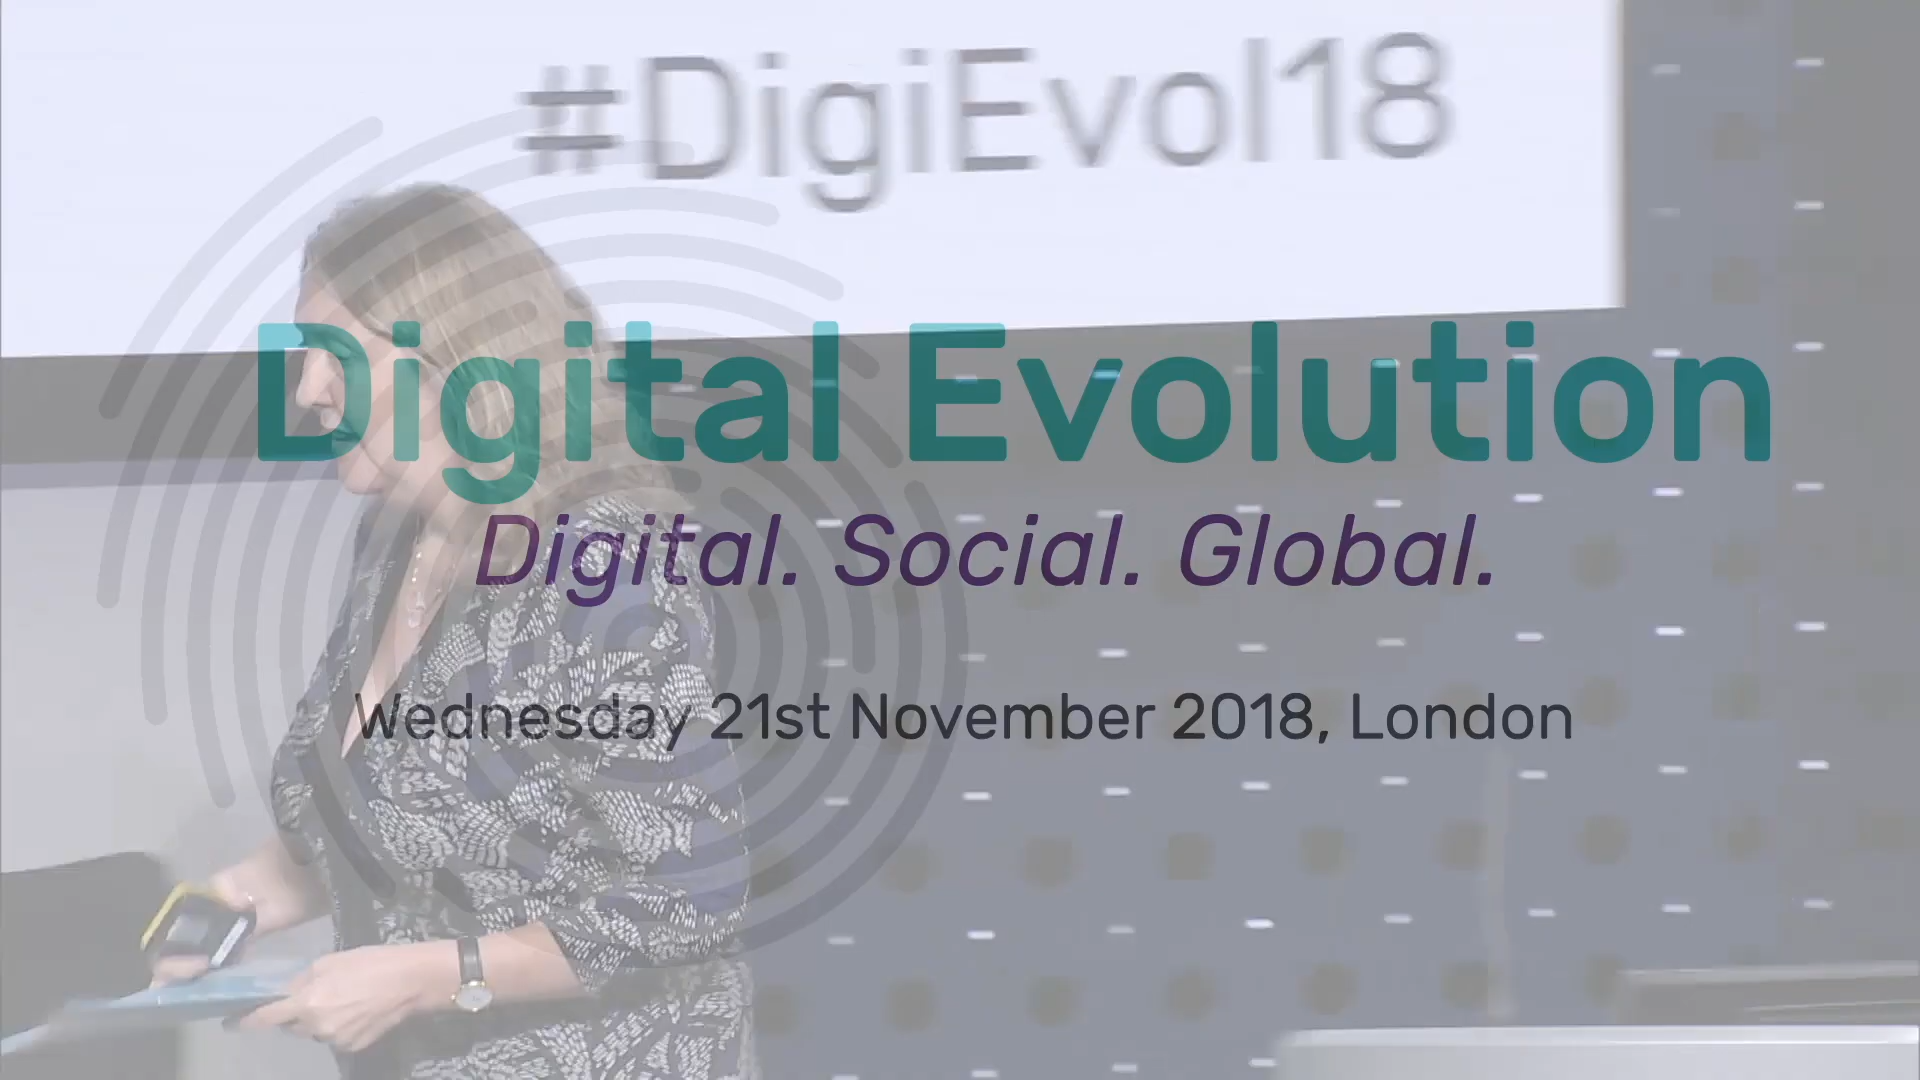 #DigiEvol18
Digital Evolution
Digital. Social. Global.
Wednesday 21st November 2018, London